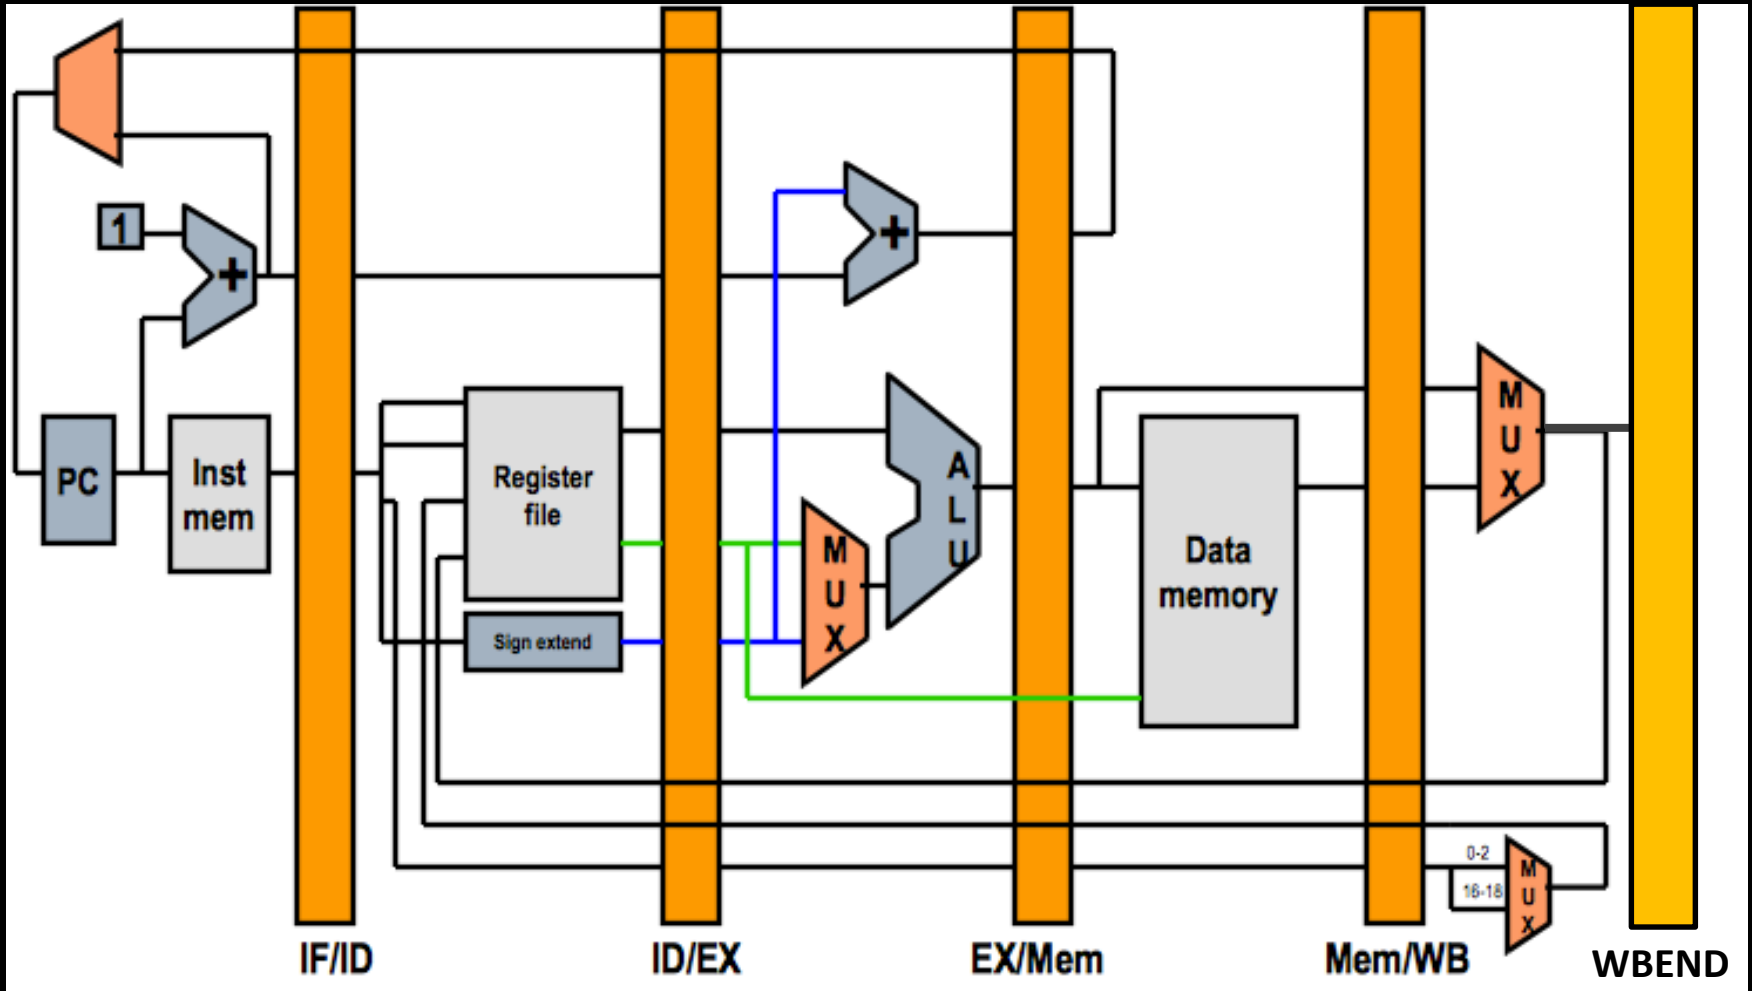 1
+
+
PC
Inst
mem
Register
file
Sign extend
M
U
X
A
L
U
Data
memory
M
U
X
0-2
16-18
M
U
X
IF/ID
ID/EX
EX/Mem
Mem/WB
WBEND